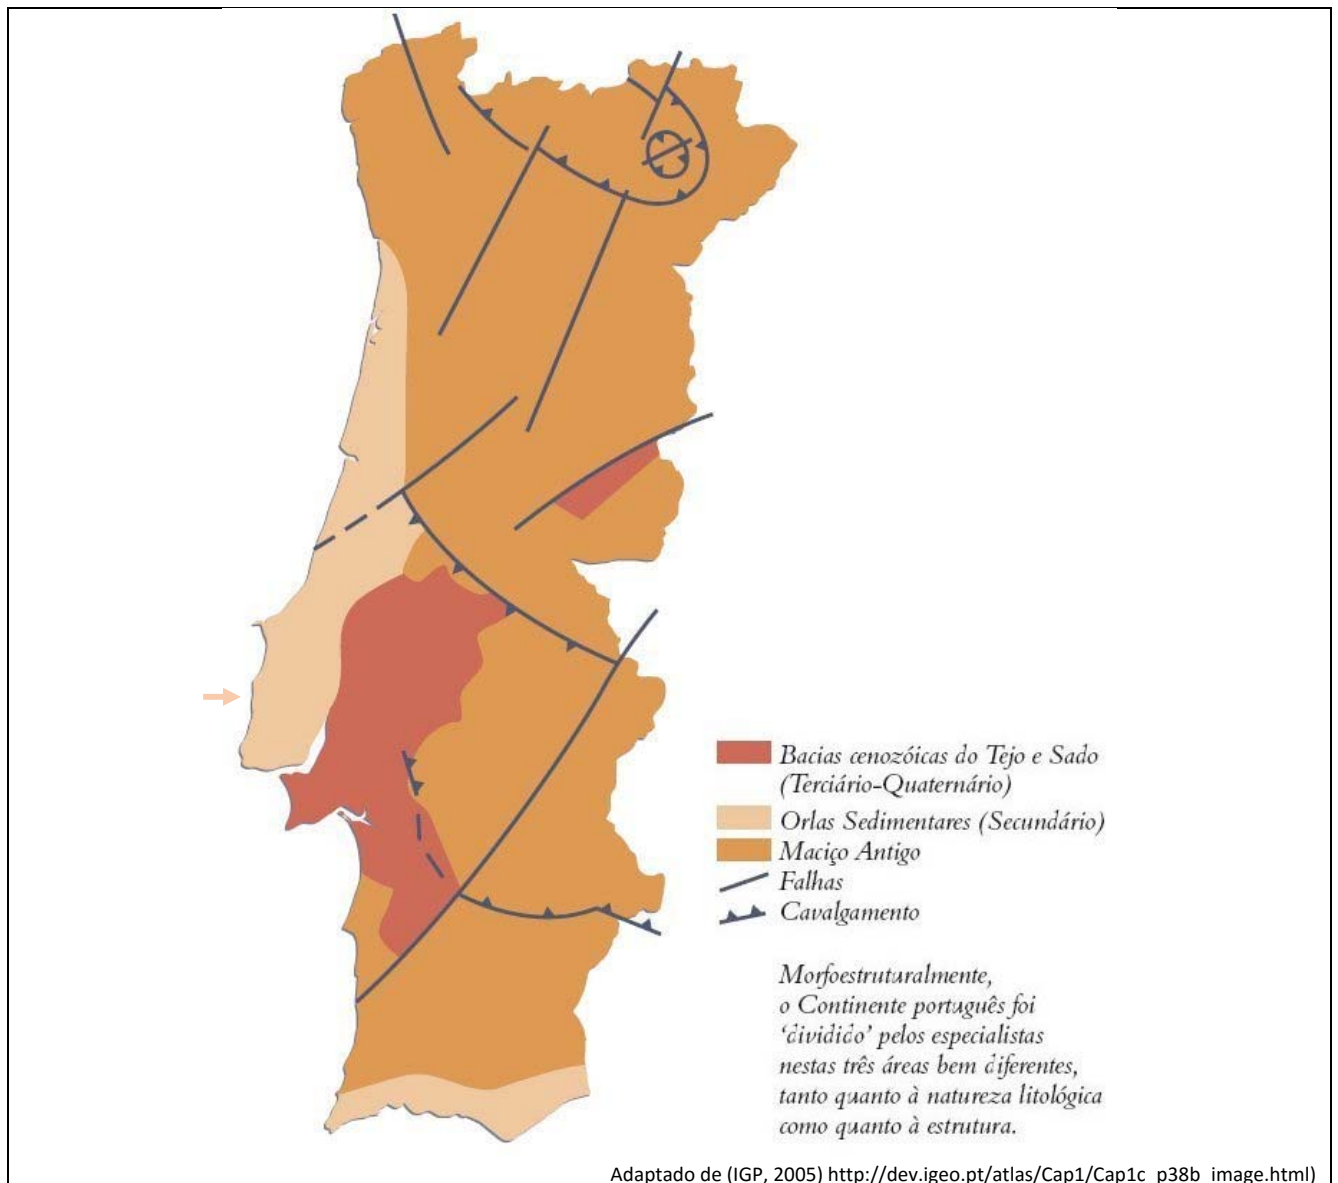 Bacias cenozóicas do Tejo e Sado
(Terciário-Quaternário)
Orlas Sedimentares (Secundário)
Maciço Antigo
Falhas
Cavalgamento
Morfoestruturalmente,
o Continente português foi
‘dividido’ pelos especialistas
nestas três áreas bem diferentes,
tanto quanto à natureza litológica
como quanto à estrutura.
Adaptado de (IGP, 2005) http://dev.igeo.pt/atlas/Cap1/Cap1c_p38b_image.html)